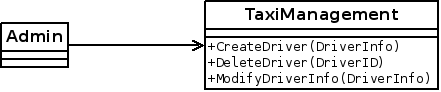 Admin
TaxiManagement
+CreateDriver(DriverInfo)
+DeleteDriver(DriverID)
+ModifyDriverInfo(DriverInfo)